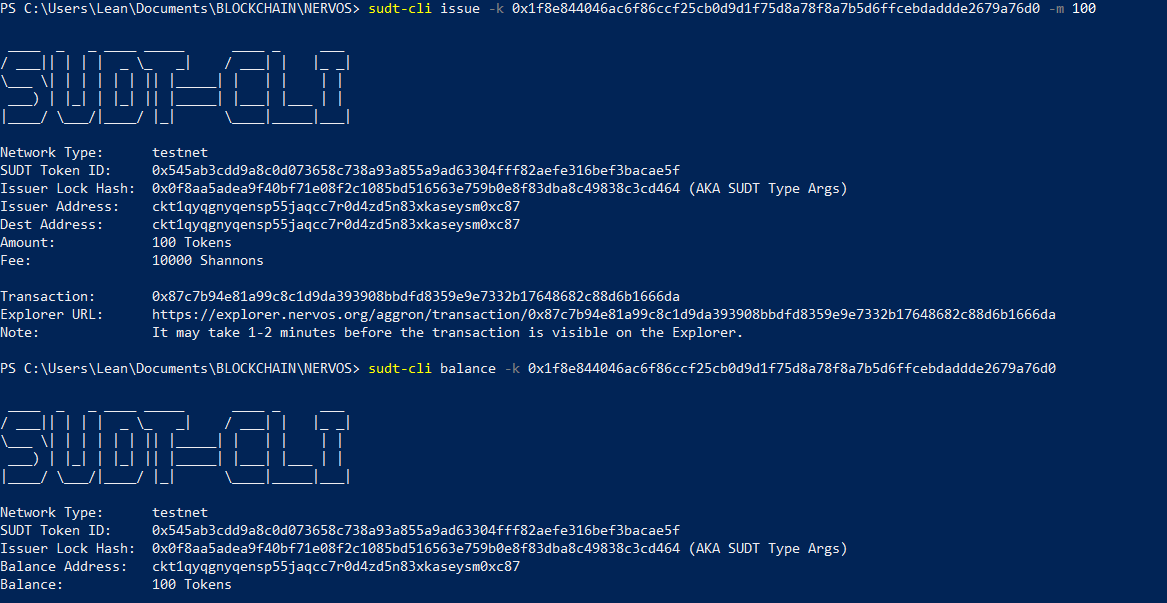 PS C:\Users\Lean\Documents\BLOCKCHAIN\NERVOS> sudt-cli issue -k 0x1f8e844046ac6f86ccf25cb0d9d1f75d8a78f8a7b5d6ffcebdaddde2679a76d0 -m 100
SUDT-CLI
Network Type: testnet
SUDT Token ID: 0x545ab3cdd9a8c0d073658c738a93a855a9ad63304fff82aefe316bef3bacae5f
Issuer Lock Hash: 0x0f8aa5adea9f40bf71e08f2c1085bd516563e759b0e8f83dba8c49838c3cd464 (AKA SUDT Type Args)
Issuer Address: ckt1qyqgnyqensp55jaqcc7r0d4zd5n83xkaseysm0xc87
Dest Address: ckt1qyqgnyqensp55jaqcc7r0d4zd5n83xkaseysm0xc87
Amount: 100 Tokens
Fee: 10000 Shannons
Transaction: 0x87c7b94e81a99c8c1d9da393908bbdfd8359e9e7332b17648682c88d6b1666da
Explorer URL: https://explorer.nervos.org/aggron/transaction/0x87c7b94e81a99c8c1d9da393908bbdfd8359e9e7332b17648682c88d6b1666da
Note: It may take 1-2 minutes before the transaction is visible on the Explorer.
PS C:\Users\Lean\Documents\BLOCKCHAIN\NERVOS> sudt-cli balance -k 0x1f8e844046ac6f86ccf25cb0d9d1f75d8a78f8a7b5d6ffcebdaddde2679a76d0
SUDT-CLI
Network Type: testnet
SUDT Token ID: 0x545ab3cdd9a8c0d073658c738a93a855a9ad63304fff82aefe316bef3bacae5f
Issuer Lock Hash: 0x0f8aa5adea9f40bf71e08f2c1085bd516563e759b0e8f83dba8c49838c3cd464 (AKA SUDT Type Args)
Balance Address: ckt1qyqgnyqensp55jaqcc7r0d4zd5n83xkaseysm0xc87
Balance: 100 Tokens